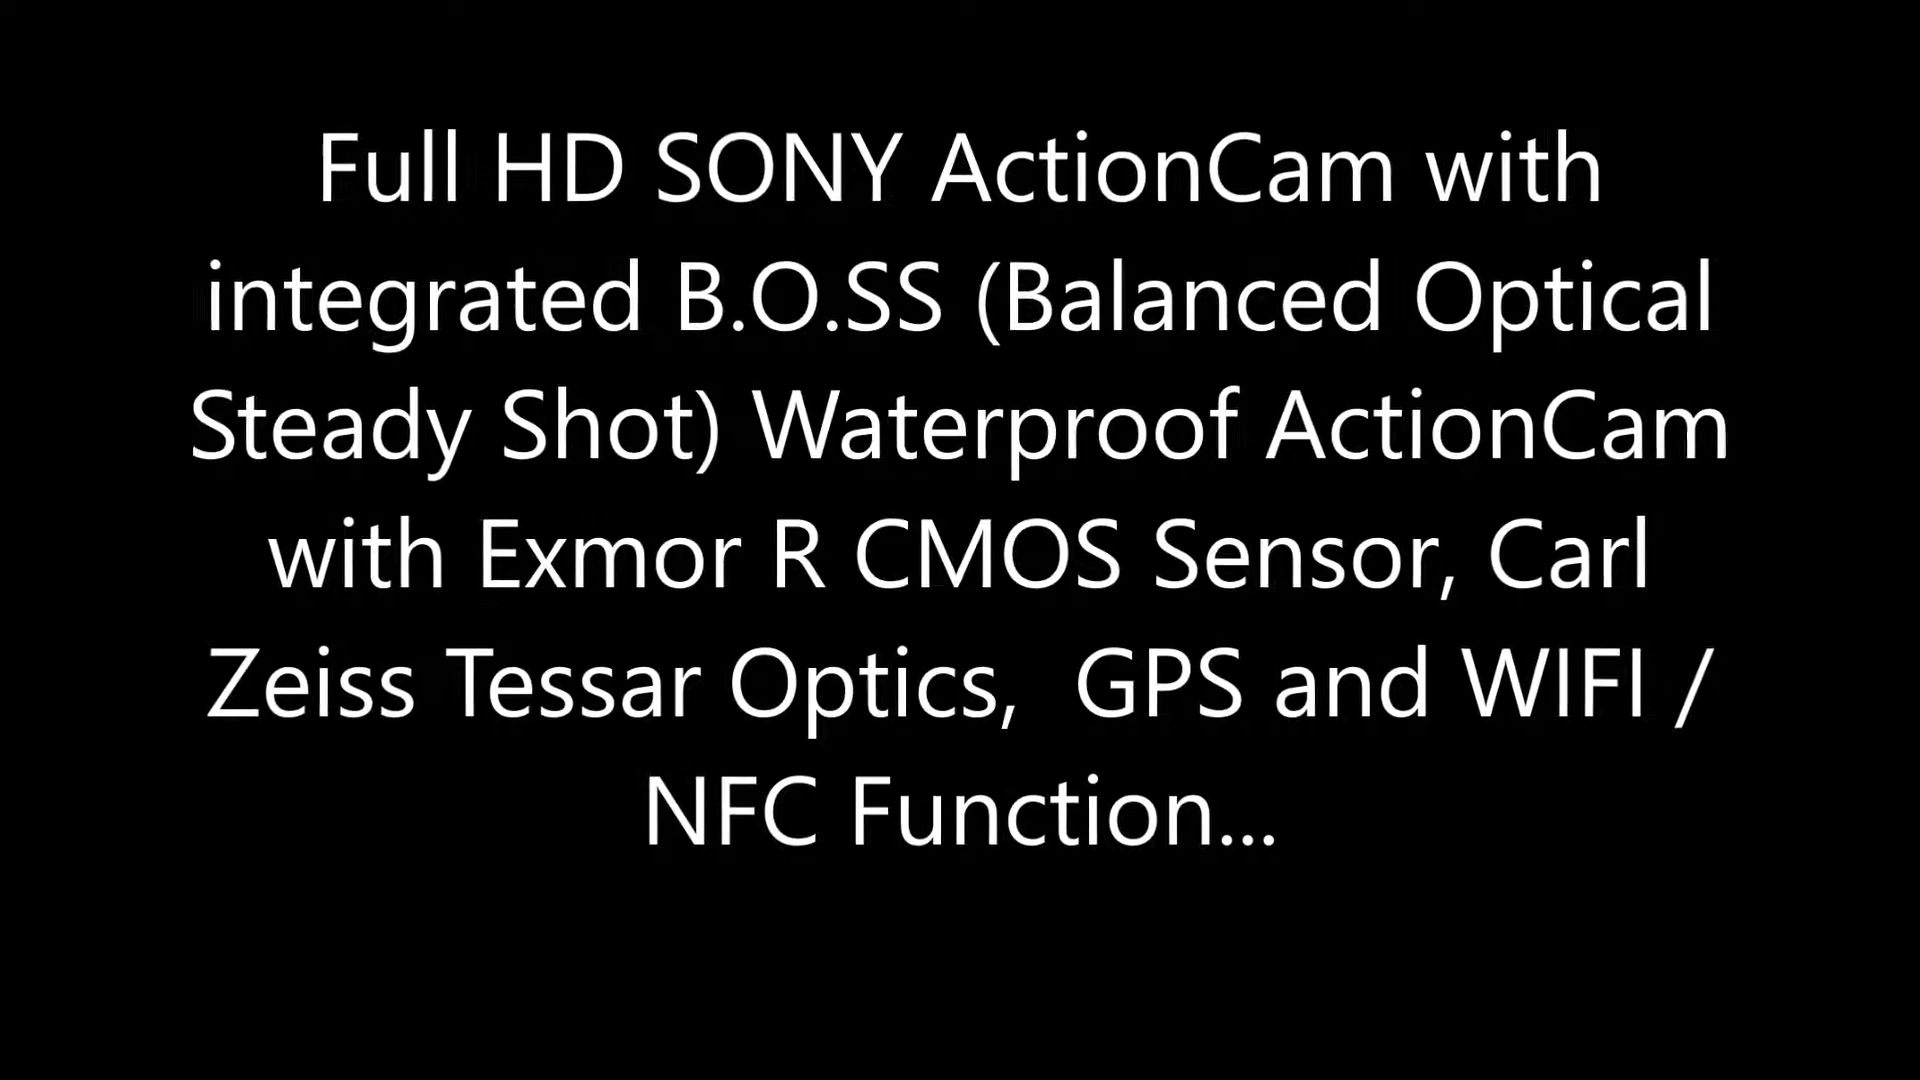 Full HD SONY ActionCam with
integrated B.O.SS (Balanced Optical
Steady Shot) Waterproof ActionCam
with Exmor R CMOS Sensor, Carl
Zeiss Tessar Optics,  GPS and WIFI /
NFC Function...